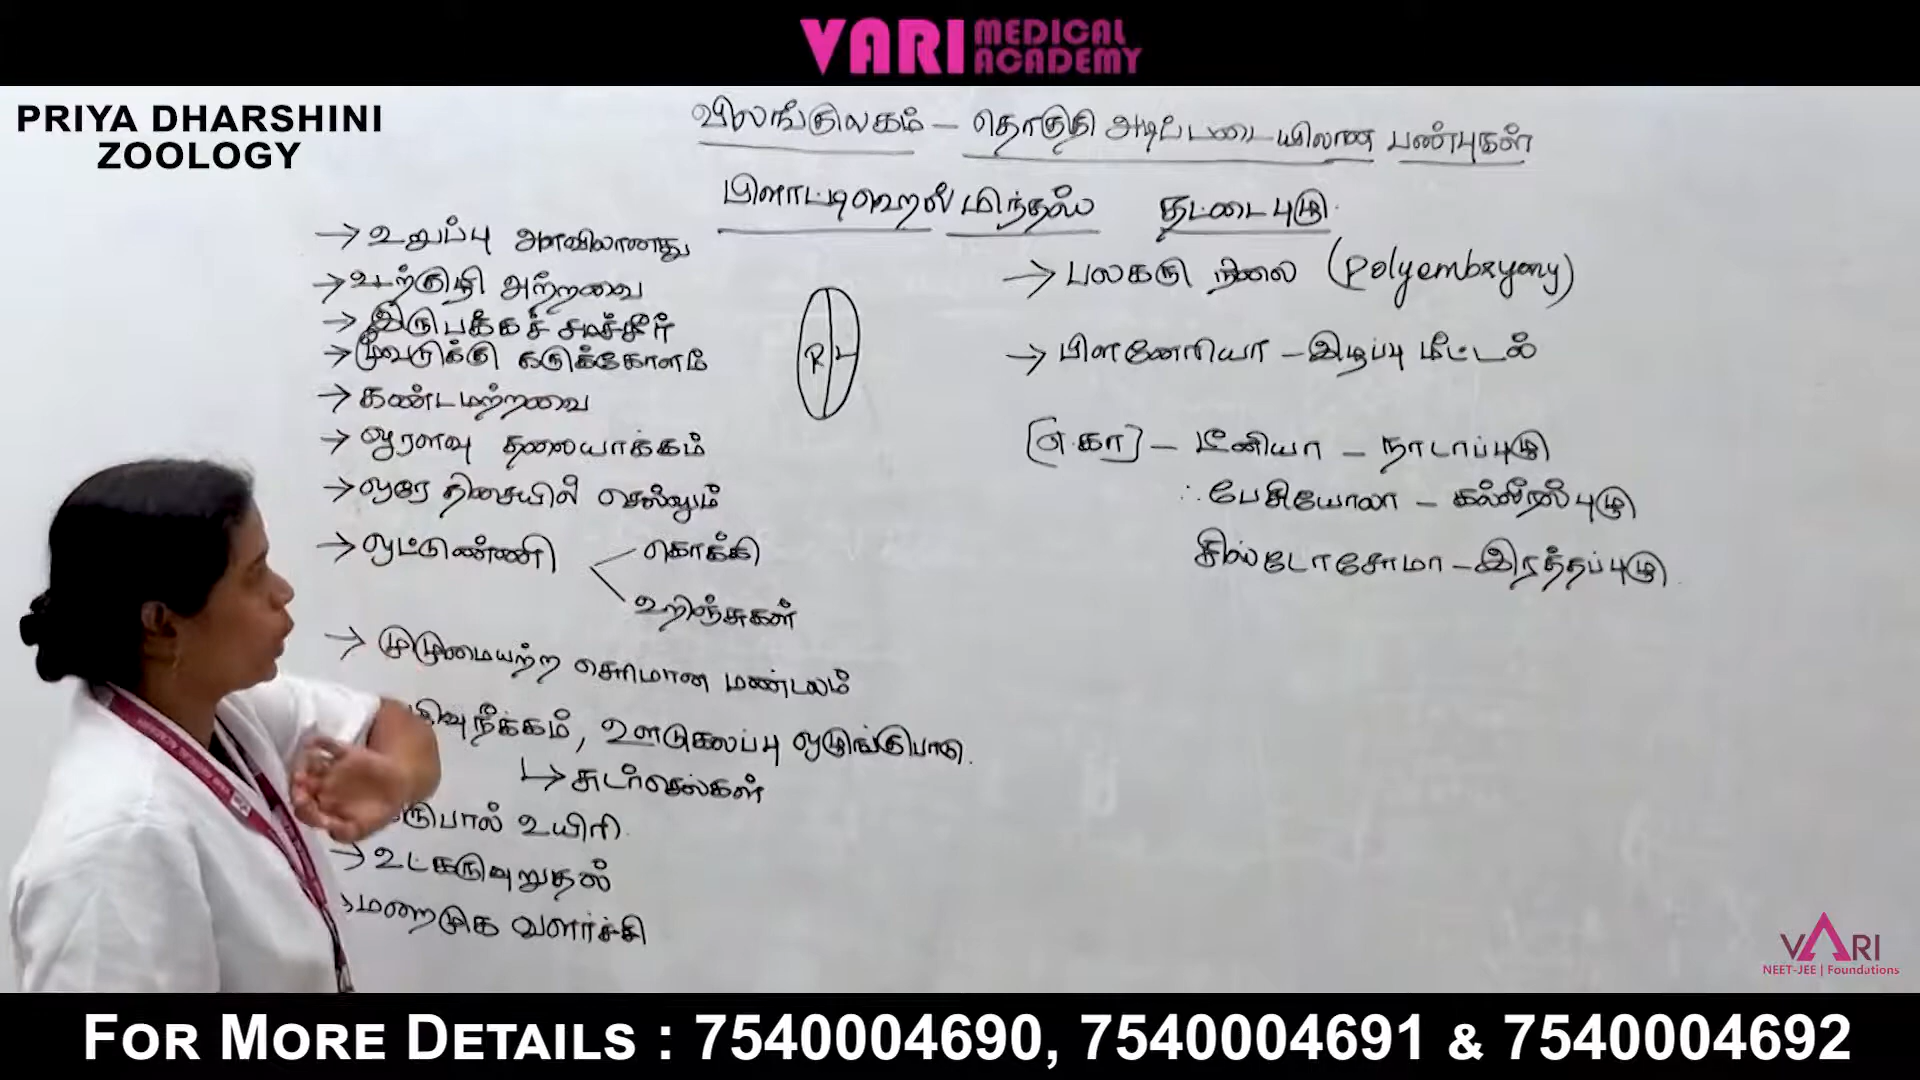 VARI MEDICAL ACADEMY
PRIYA DHARSHINI
ZOOLOGY
விலங்குலகம் – தொகுதி அடிப்படையிலான பண்புகள்
பிளாட்டிஹெல்மிந்தஸ் தட்டைபுழு.
→ உறுப்பு அளவிலானது
→ உடற்குழி அற்றவை
→ இருபக்கச் சமச்சீர்
→ மூவடுக்கு கருக்கோளம்
→ கண்டமற்றவை
→ ஓரளவு தலையாக்கம்
→ ஒரே திசையில் செல்லும்
→ ஒட்டுண்ணி
கொக்கி
உறிஞ்சுகள்
→ முழுமையற்ற செரிமான மண்டலம்
கழிவுநீக்கம், ஊடுகலப்பு ஒழுங்குபாடு.
↳ சுடர்செல்கள்
இருபால் உயிரி.
→ உட்கருவுறுதல்
→ மறைமுக வளர்ச்சி
R L
→ பலகரு நிலை (Polyembryony)
→ பிளனேரியா – இழப்பு மீட்டல்
[எ.கா] – டீனியா – நாடாப்புழு
பேசியோலா – கல்லீரல் புழு
சிஸ்டோசோமா – இரத்தப்புழு.
VARI
NEET-JEE | Foundations
FOR MORE DETAILS : 7540004690, 7540004691 & 7540004692